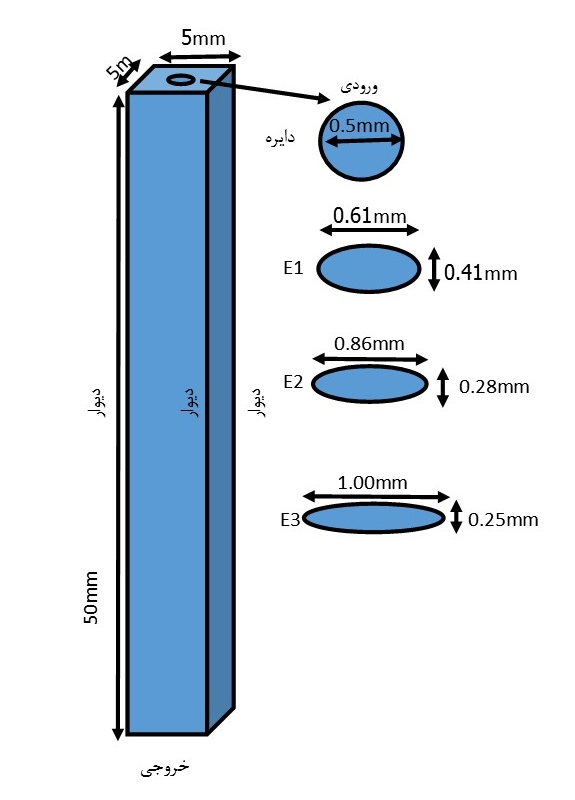 5mm
5m
ورودی
0.5mm
دایره
0.61mm
E1
0.41mm
0.86mm
E2
0.28mm
دیوار
دیوار
دیوار
1.00mm
E3
0.25mm
50mm
خروجی